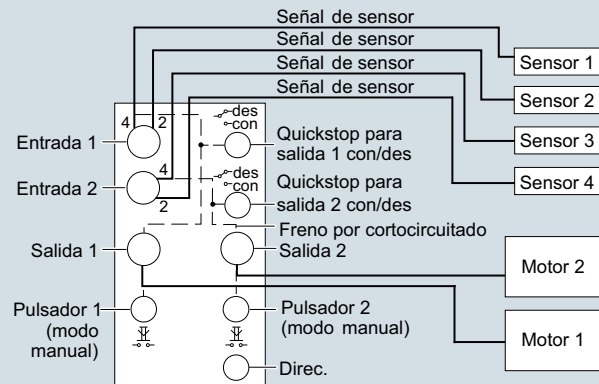 Señal de sensor
Señal de sensor
Señal de sensor
Señal de sensor
Sensor 1
Sensor 2
Sensor 3
Sensor 4
4
2
des
con
Entrada 1
Quickstop para
salida 1 con/des
4
2
des
con
Entrada 2
Quickstop para
salida 2 con/des
Freno por cortocircuitado
Salida 1
Salida 2
Motor 2
Pulsador 1
(modo
manual)
Pulsador 2
(modo manual)
Motor 1
Direc.